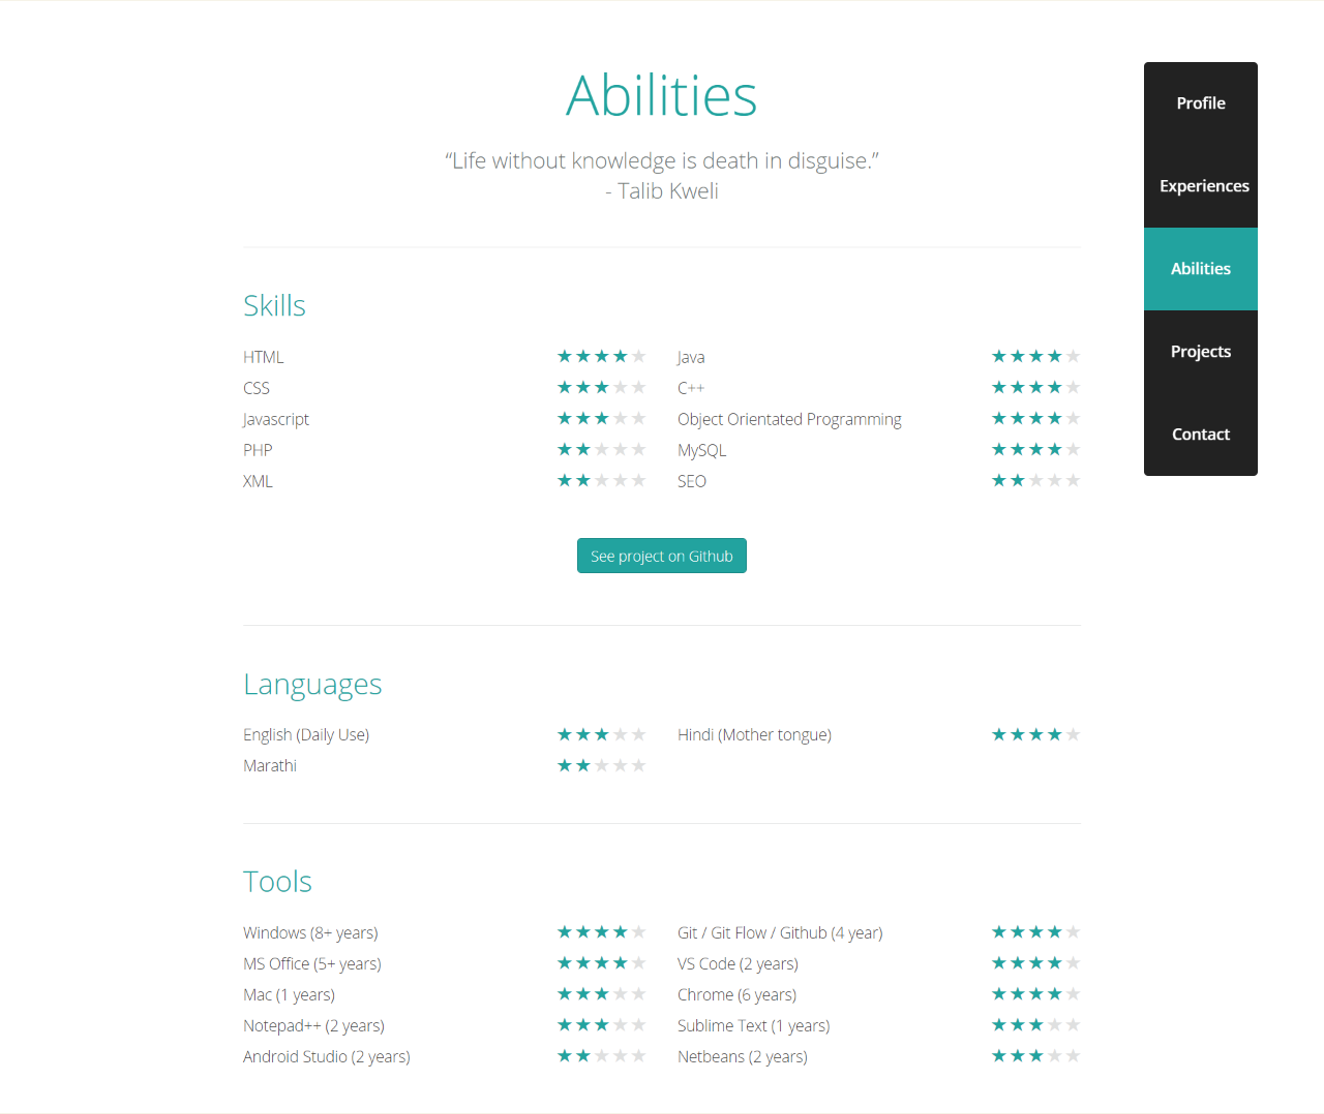 Abilities
“Life without knowledge is death in disguise.”
- Talib Kweli
Profile
Experiences
Abilities
Projects
Contact
Skills
HTML
Java
CSS
C++
Javascript
Object Orientated Programming
PHP
MySQL
XML
SEO
See project on Github
Languages
English (Daily Use)
Hindi (Mother tongue)
Marathi
Tools
Windows (8+ years)
Git / Git Flow / Github (4 year)
MS Office (5+ years)
VS Code (2 years)
Mac (1 years)
Chrome (6 years)
Notepad++ (2 years)
Sublime Text (1 years)
Android Studio (2 years)
Netbeans (2 years)